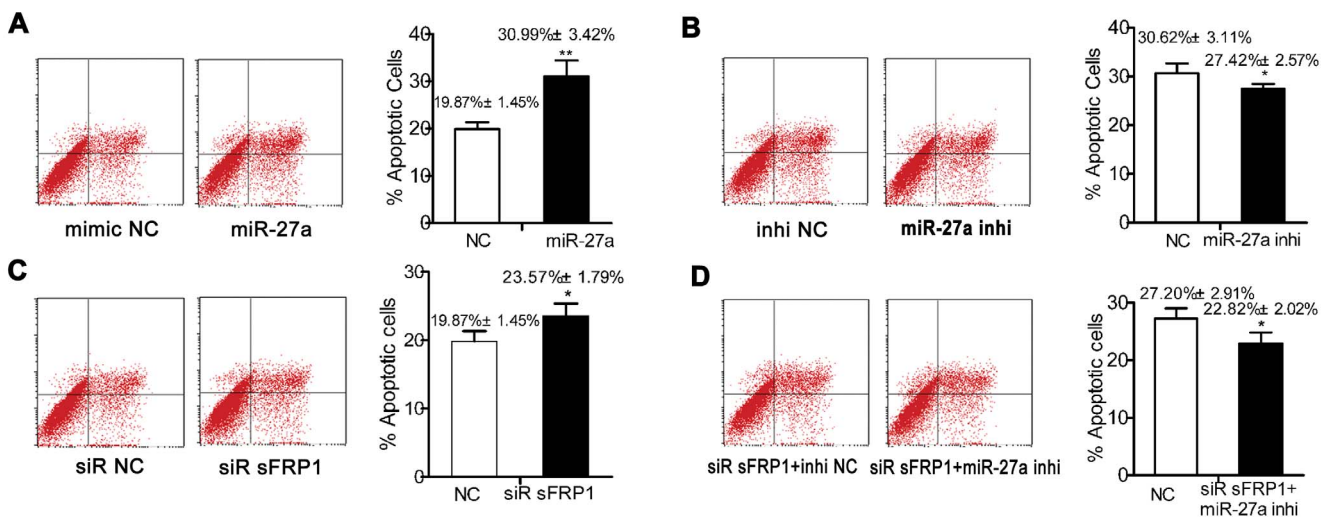 A
mimic NC
miR-27a
% Apoptotic Cells
40
30
20
10
0
30.99%± 3.42%
**
19.87%± 1.45%
NC
miR-27a
B
inhi NC
miR-27a inhi
% Apoptotic Cells
40
30
20
10
0
30.62%± 3.11%
27.42%± 2.57%
*
NC
miR-27a inhi
C
siR NC
siR sFRP1
% Apoptotic cells
30
20
10
0
23.57%± 1.79%
*
19.87%± 1.45%
NC
siR sFRP1
D
siR sFRP1+inhi NC
siR sFRP1+miR-27a inhi
% Apoptotic cells
30
20
10
0
27.20%± 2.91%
22.82%± 2.02%
*
NC
siR sFRP1+
miR-27a inhi